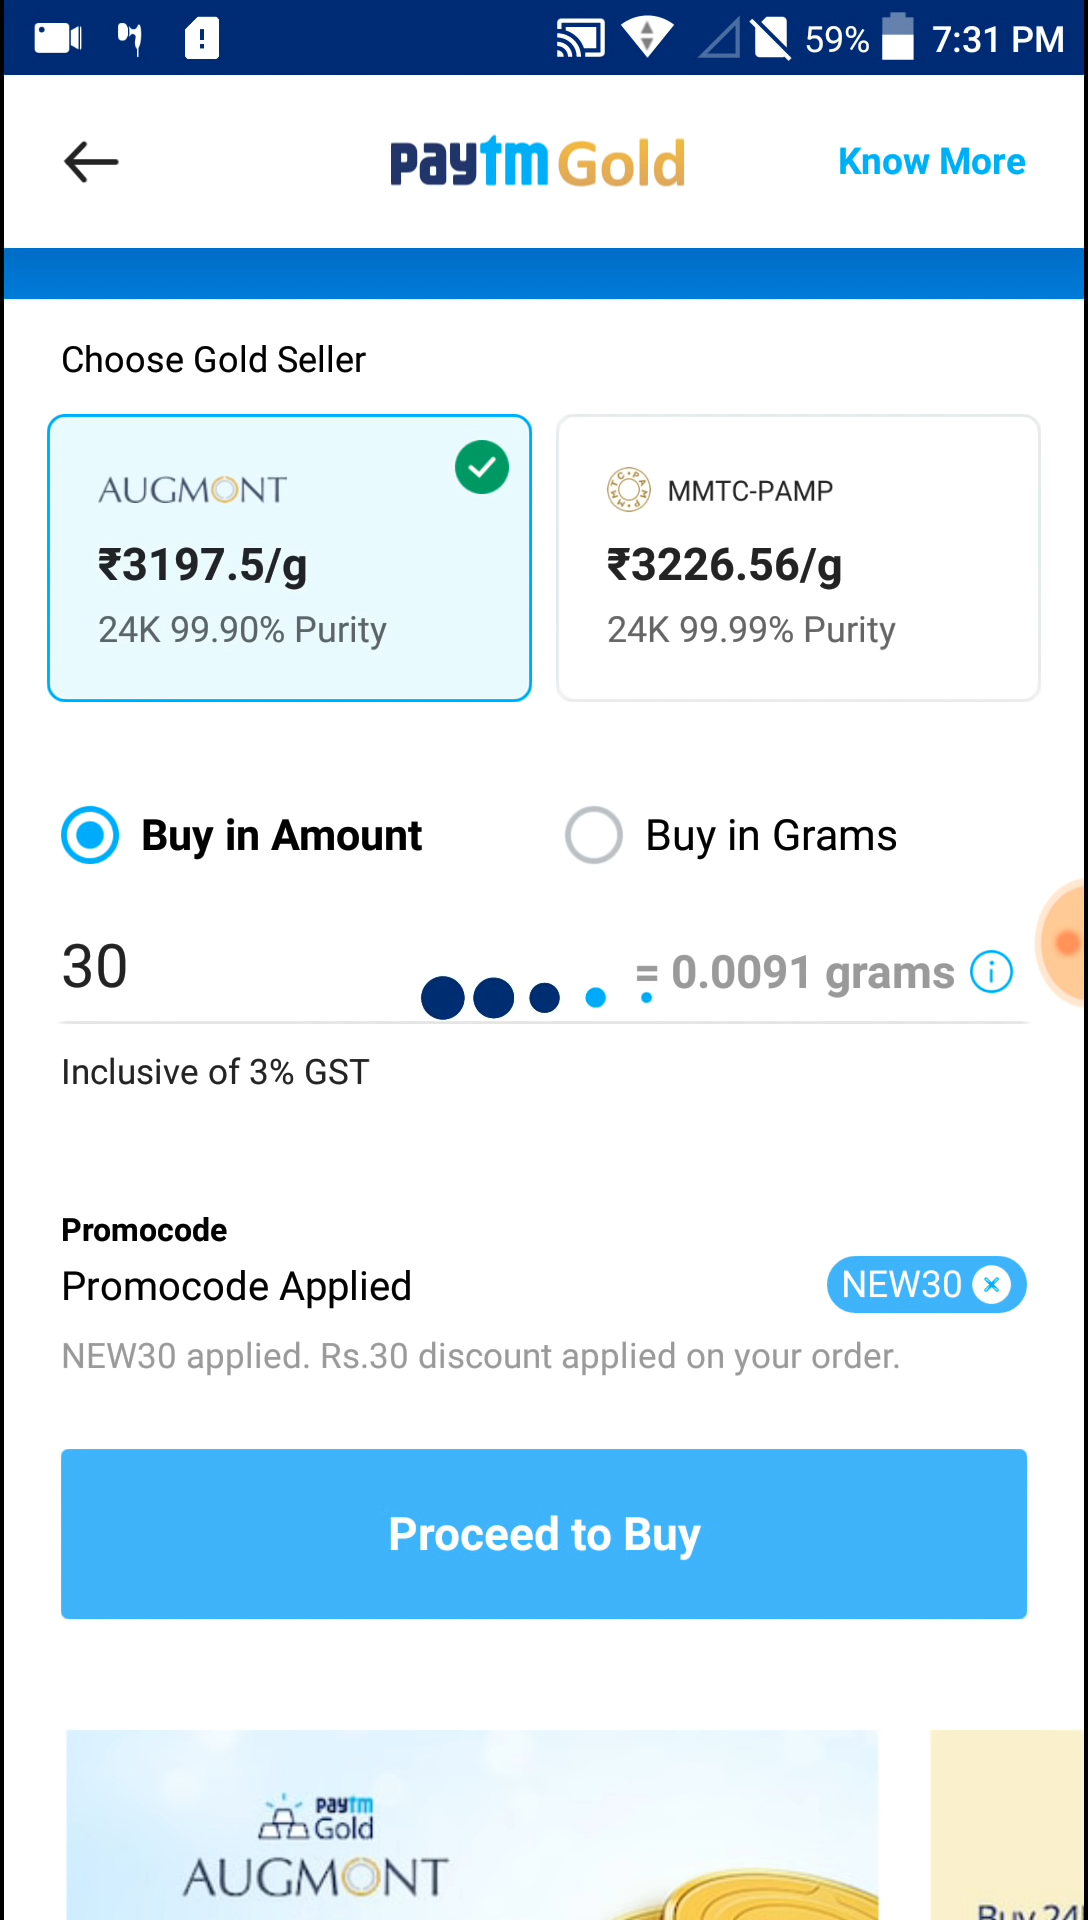 59% 7:31 PM
paytm Gold
Know More
Choose Gold Seller
AUGMONT
₹3197.5/g
24K 99.90% Purity
MMTC-PAMP
₹3226.56/g
24K 99.99% Purity
Buy in Amount
Buy in Grams
30
= 0.0091 grams
Inclusive of 3% GST
Promocode
Promocode Applied
NEW30
NEW30 applied. Rs.30 discount applied on your order.
Proceed to Buy
paytm
Gold
AUGMONT
Buy 24